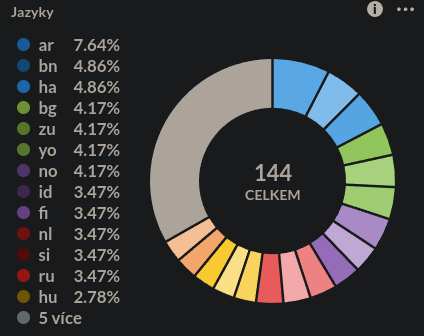 Jazyky
ar 7.64%
bn 4.86%
ha 4.86%
bg 4.17%
zu 4.17%
yo 4.17%
no 4.17%
id 3.47%
fi 3.47%
nl 3.47%
si 3.47%
ru 3.47%
hu 2.78%
5 více
144
CELKEM